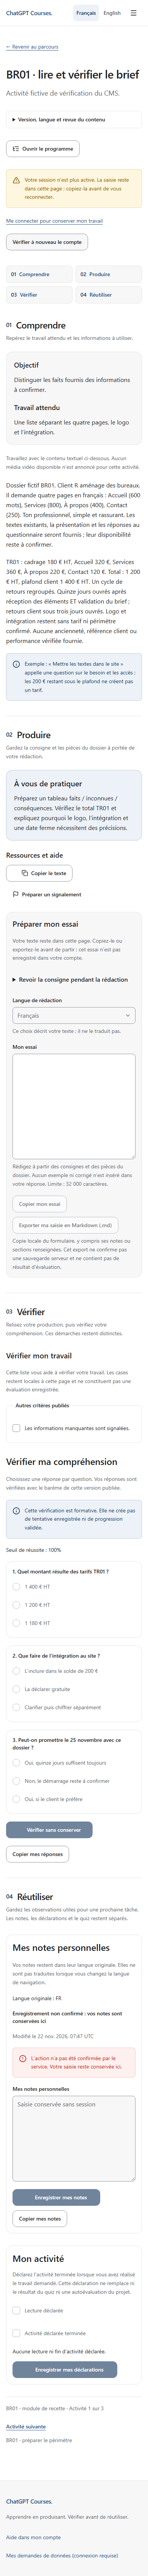 ChatGPT Courses.
Français
English
← Revenir au parcours
BR01 · lire et vérifier le brief
Activité fictive de vérification du CMS.
Version, langue et revue du contenu
Ouvrir le programme
Votre session n'est plus active. La saisie reste
dans cette page : copiez-la avant de vous
reconnecter.
Me connecter pour conserver mon travail
Vérifier à nouveau le compte
01 Comprendre
02 Produire
03 Vérifier
04 Réutiliser
01 Comprendre
Repérez le travail attendu et les informations à utiliser.
Objectif
Distinguer les faits fournis des informations
à confirmer.
Travail attendu
Une liste séparant les quatre pages, le logo
et l'intégration.
Travaillez avec le contenu textuel ci-dessous. Aucun
média vidéo disponible n'est annoncé pour cette activité.
Dossier fictif BR01. Client R aménage des bureaux.
Il demande quatre pages en français : Accueil (600
mots), Services (800), À propos (400), Contact
(250). Ton professionnel, simple et rassurant. Les
services existants, la présentation et les réponses au
questionnaire seront fournis ; leur disponibilité
reste à confirmer.
TR01 : cadrage 180 € HT, Accueil 320 €, Services
360 €, À propos 220 €, Contact 120 €. Total : 1 200
€ HT, plafond client 1 400 € HT. Un cycle de
retours regroupés. Quinze jours ouvrés après
réception des éléments ET validation du brief ;
retours client sous trois jours ouvrés. Logo et
intégration restent sans tarif ni périmètre
confirmé. Aucune ancienneté, référence client ou
performance vérifiée fournie.
Exemple : « Mettre les textes dans le site »
appelle une question sur le besoin et les accès ;
les 200 € restant sous le plafond ne créent pas
un tarif.
02 Produire
Gardez la consigne et les pièces du dossier à portée de
votre rédaction.
À vous de pratiquer
Préparez un tableau faits / inconnues /
conséquences. Vérifiez le total TR01 et
expliquez pourquoi le logo, l'intégration et
une date ferme nécessitent des précisions.
Ressources et aide
Copier le texte
Préparer un signalement
Préparer mon essai
Votre texte reste dans cette page. Copiez-le ou
exportez-le avant de partir : cet essai n'est pas
enregistré dans votre compte.
Revoir la consigne pendant la rédaction
Langue de rédaction
Français
Ce choix décrit votre texte : il ne le traduit pas.
Mon essai
Rédigez à partir des consignes et des pièces du
dossier. Aucun exemple ni corrigé n'est inséré dans
votre réponse. Limite : 32 000 caractères.
Copier mon essai
Exporter ma saisie en Markdown (.md)
Copie locale du formulaire, y compris ses notes ou
sections renseignées. Cet export ne confirme pas
une sauvegarde serveur et ne contient pas de
résultat d'évaluation.
03 Vérifier
Relisez votre production, puis vérifiez votre
compréhension. Ces démarches restent distinctes.
Vérifier mon travail
Cette liste vous aide à vérifier votre travail. Les cases
restent locales à cette page et ne constituent pas une
évaluation enregistrée.
Autres critères publiés
Les informations manquantes sont signalées.
Vérifier ma compréhension
Choisissez une réponse par question. Vos réponses sont
vérifiées avec le barème de cette version publiée.
Cette vérification est formative. Elle ne crée pas
de tentative enregistrée ni de progression
validée.
Seuil de réussite : 100%
1. Quel montant résulte des tarifs TR01 ?
1 400 € HT
1 200 € HT
1 180 € HT
2. Que faire de l'intégration au site ?
L'inclure dans le solde de 200 €
La déclarer gratuite
Clarifier puis chiffrer séparément
3. Peut-on promettre le 25 novembre avec ce
dossier ?
Oui, quinze jours suffisent toujours
Non, le démarrage reste à confirmer
Oui, si le client le préfère
Vérifier sans conserver
Copier mes réponses
04 Réutiliser
Gardez les observations utiles pour une prochaine tâche.
Les notes, les déclarations et le quiz restent séparés.
Mes notes personnelles
Vos notes restent dans leur langue originale. Elles ne
sont pas traduites lorsque vous changez la langue
de navigation.
Langue originale : FR
Enregistrement non confirmé : vos notes sont
conservées ici
Modifié le 22 nov. 2026, 07:47 UTC
L'action n'a pas été confirmée par le
service. Votre saisie reste conservée ici.
Mes notes personnelles
Saisie conservée sans session
Enregistrer mes notes
Copier mes notes
Mon activité
Déclarez l'activité terminée lorsque vous avez réalisé
le travail demandé. Cette déclaration ne remplace ni
le résultat du quiz ni une autoévaluation du projet.
Lecture déclarée
Activité déclarée terminée
Aucune lecture ni fin d'activité déclarée.
Enregistrer mes déclarations
BR01 · module de recette · Activité 1 sur 3
Activité suivante
BR01 · préparer le périmètre
ChatGPT Courses.
Apprendre en produisant. Vérifier avant de réutiliser.
Aide dans mon compte
Mes demandes de données (connexion requise)